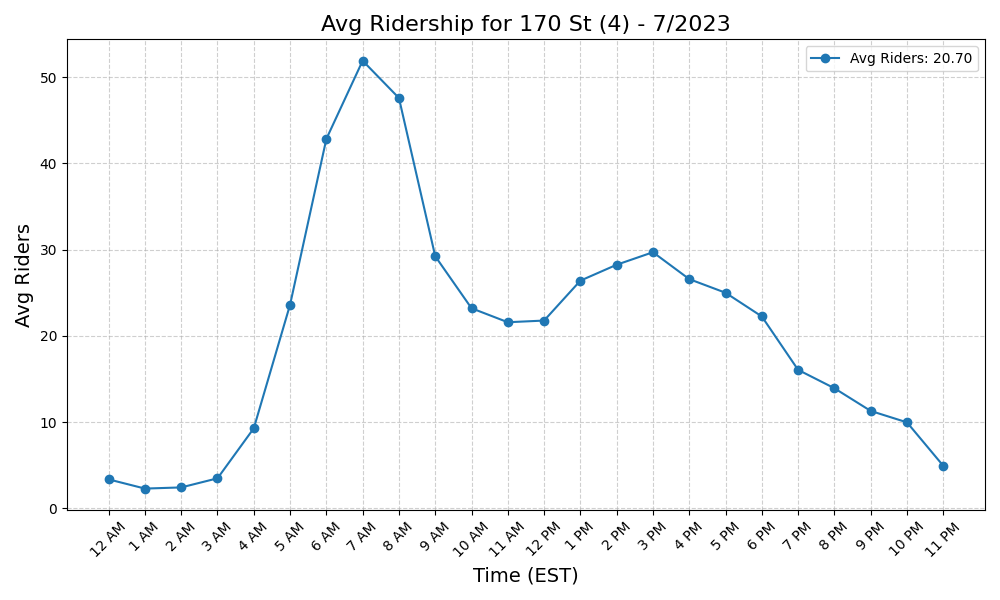 Avg Ridership for 170 St (4) - 7/2023
Avg Riders: 20.70
Avg Riders
50
40
30
20
10
0
12 AM
1 AM
2 AM
3 AM
4 AM
5 AM
6 AM
7 AM
8 AM
9 AM
10 AM
11 AM
12 PM
1 PM
2 PM
3 PM
4 PM
5 PM
6 PM
7 PM
8 PM
9 PM
10 PM
11 PM
Time (EST)